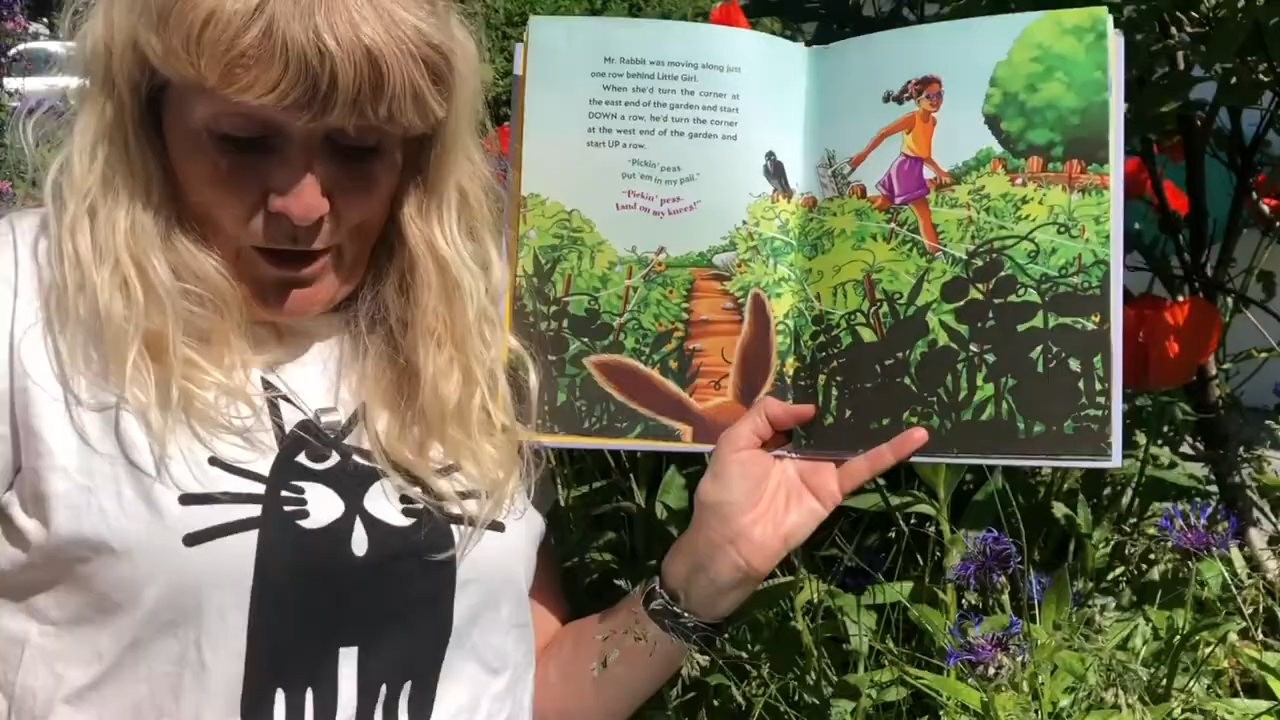 Mr. Rabbit was moving along just
one row behind Little Girl.
When she'd turn the corner at
the east end of the garden and start
DOWN a row, he'd turn the corner
at the west end of the garden and
start UP a row.
"Pickin' peas.
Put 'em in my pail."
"Pickin' peas.
Land on my knees!"